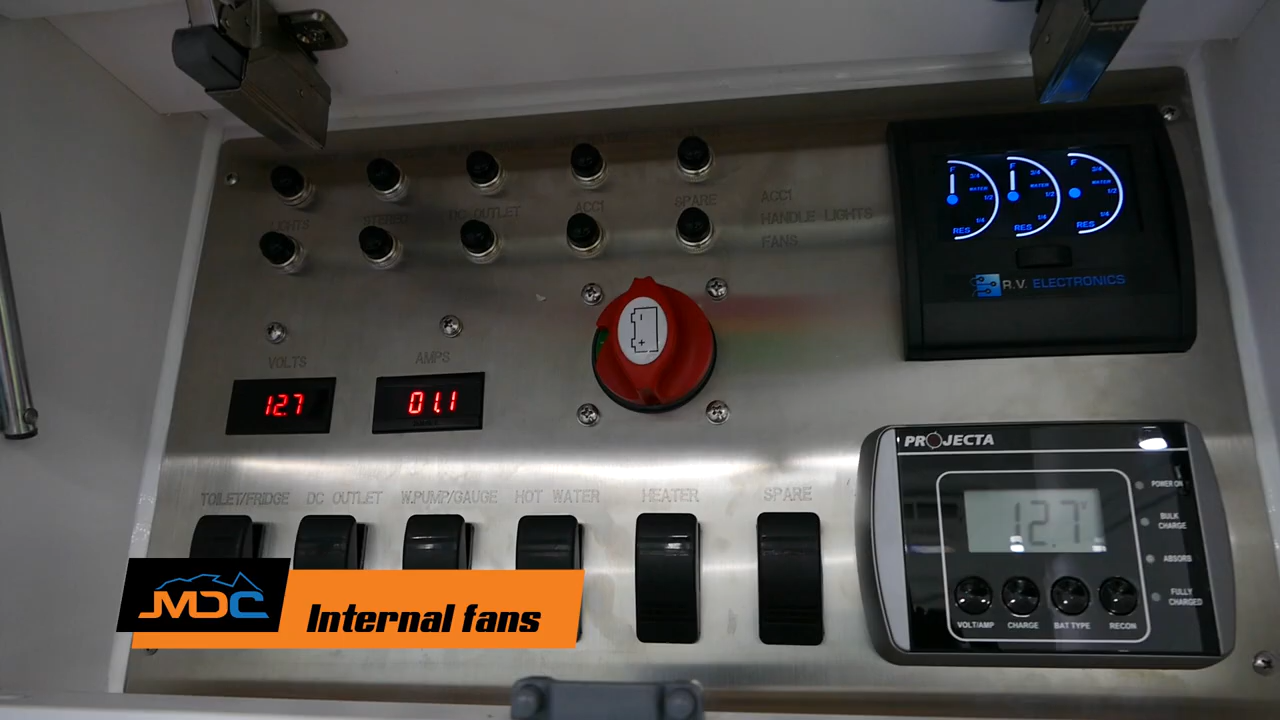 LIGHTS
STEREO
DC OUTLET
ACC1
SPARE
ACC1
HANDLE LIGHTS
FANS
F 3/4 WATER 1/2 1/4 RES
F 3/4 WATER 1/2 1/4 RES
F 3/4 WATER 1/2 1/4 RES
R.V. ELECTRONICS
VOLTS
AMPS
12.7
01.1
PROJECTA
12.7
POWER ON
BULK CHARGE
ABSORB
FULLY CHARGED
VOLT/AMP
CHARGE
BAT TYPE
RECON
TOILET/FRIDGE
DC OUTLET
W.PUMP/GAUGE
HOT WATER
HEATER
SPARE
MDC
Internal fans